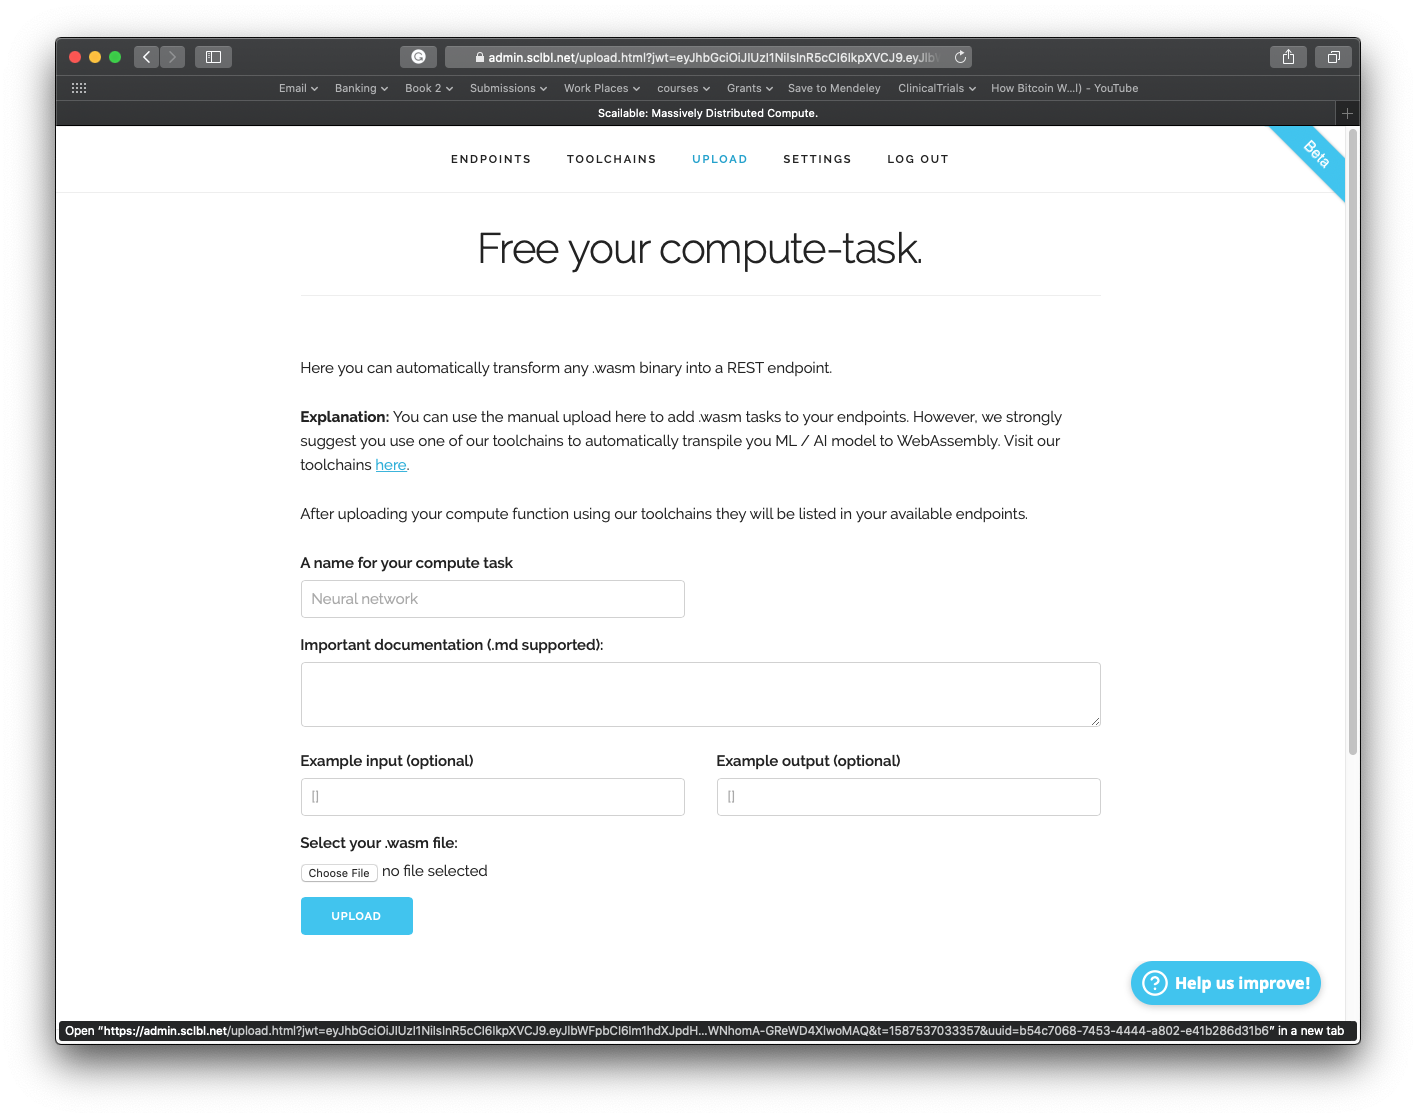 admin.sclbl.net/upload.html?jwt=eyJhbGciOiJIUzI1NiIsInR5cCI6IkpXVCJ9.eyJlbW
Email Banking Book 2 Submissions Work Places courses Grants Save to Mendeley ClinicalTrials How Bitcoin W...l) - YouTube
Scailable: Massively Distributed Compute.
ENDPOINTS TOOLCHAINS UPLOAD SETTINGS LOG OUT
Beta
Free your compute-task.
Here you can automatically transform any .wasm binary into a REST endpoint.
Explanation: You can use the manual upload here to add .wasm tasks to your endpoints. However, we strongly
suggest you use one of our toolchains to automatically transpile you ML / AI model to WebAssembly. Visit our
toolchains here.
After uploading your compute function using our toolchains they will be listed in your available endpoints.
A name for your compute task
Neural network
Important documentation (.md supported):
Example input (optional) Example output (optional)
[] []
Select your .wasm file:
Choose File no file selected
UPLOAD
Help us improve!
Open "https://admin.sclbl.net/upload.html?jwt=eyJhbGciOiJIUzI1NiIsInR5cCI6IkpXVCJ9.eyJlbWFpbCI6Im1hdXJpdH...WNhomA-GReWD4XlwoMAQ&t=1587537033357&uuid=b54c7068-7453-4444-a802-e41b286d31b6" in a new tab